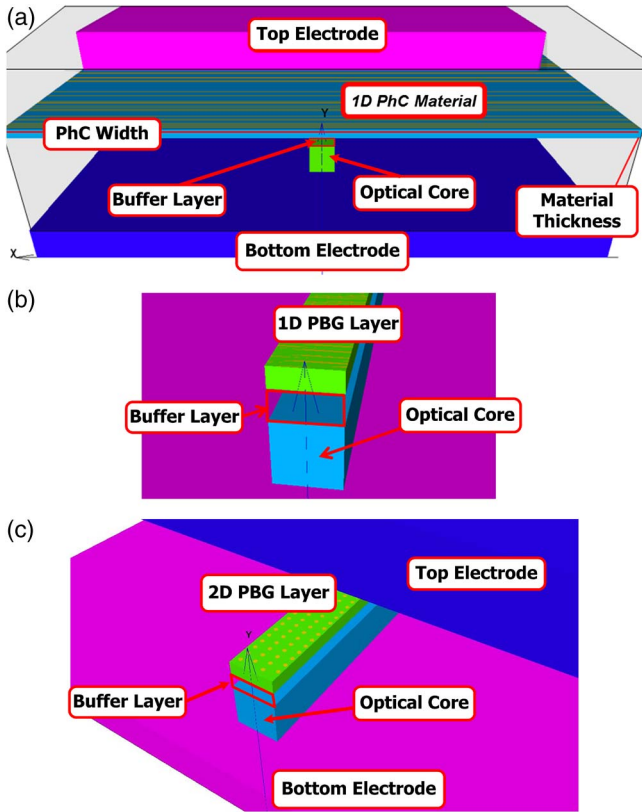 (a)
Top Electrode
1D PhC Material
Y
PhC Width
Buffer Layer
Optical Core
Material
Thickness
X
Bottom Electrode
(b)
1D PBG Layer
Buffer Layer
Optical Core
(c)
Top Electrode
2D PBG Layer
Y
Buffer Layer
Optical Core
Bottom Electrode